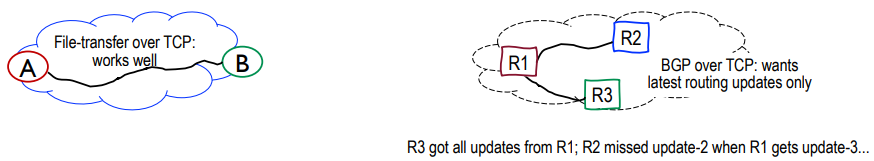 File-transfer over TCP:
works well
A
B
R1
R2
R3
BGP over TCP: wants
latest routing updates only
R3 got all updates from R1; R2 missed update-2 when R1 gets update-3...